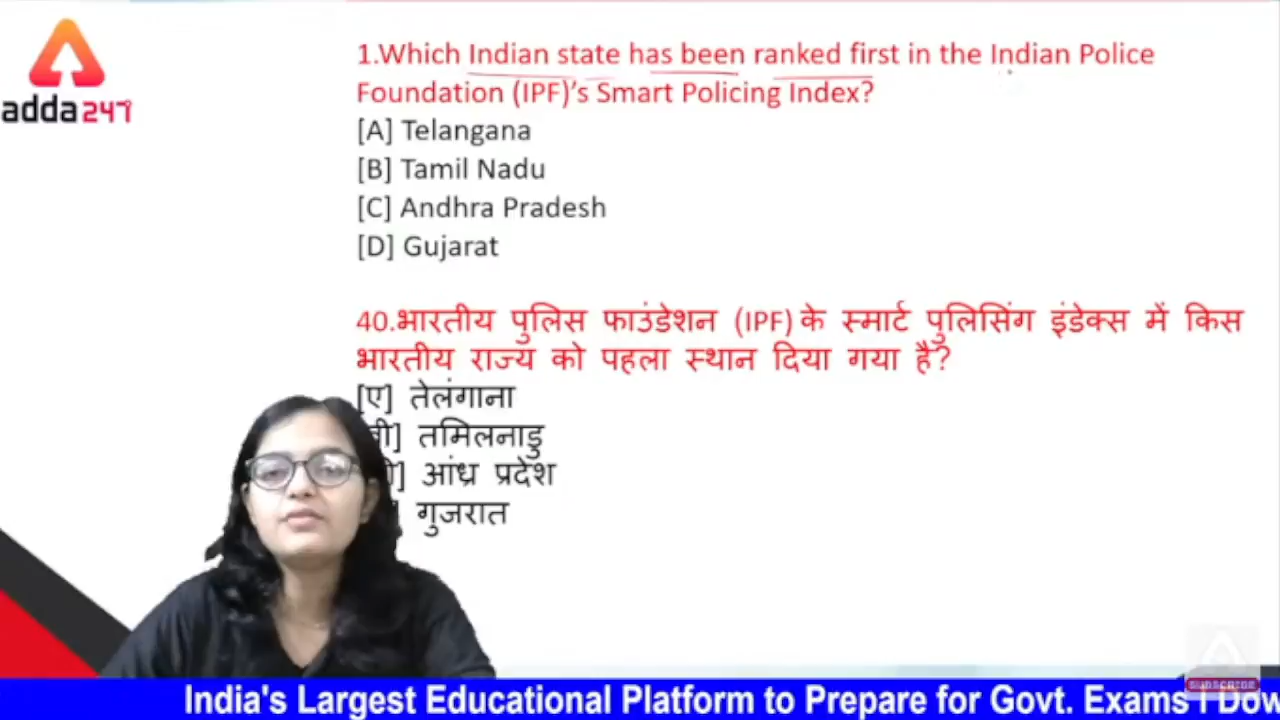 adda247
1.Which Indian state has been ranked first in the Indian Police
Foundation (IPF)'s Smart Policing Index?
[A] Telangana
[B] Tamil Nadu
[C] Andhra Pradesh
[D] Gujarat
40.भारतीय पुलिस फाउंडेशन (IPF) के स्मार्ट पुलिसिंग इंडेक्स में किस
भारतीय राज्य को पहला स्थान दिया गया है?
[ए] तेलंगाना
तमिलनाडु
आंध्र प्रदेश
गुजरात
SUBSCRIBE
India's Largest Educational Platform to Prepare for Govt. Exams